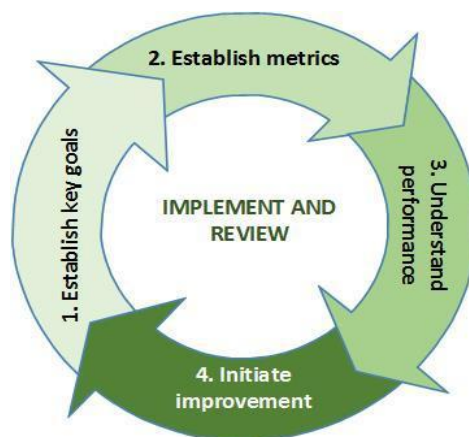 2. Establish metrics
3. Understand
performance
IMPLEMENT AND
REVIEW
1. Establish key goals
4. Initiate
improvement